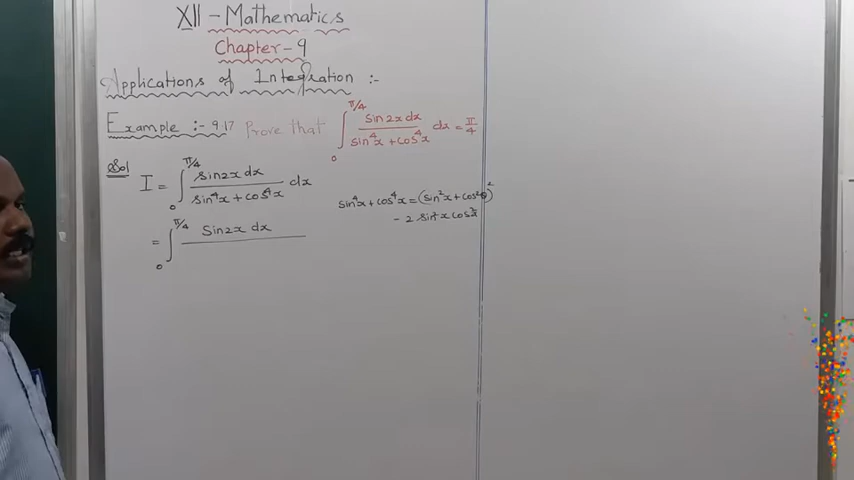 XII - Mathematics
Chapter - 9
Applications of Integration :-
Example :- 9.17 Prove that ∫₀^π/4 sin2x dx / sin⁴x + cos⁴x dx = π/4
Sol
I = ∫₀^π/4 sin2x dx / sin⁴x + cos⁴x dx
sin⁴x + cos⁴x = (sin²x + cos²x)²
- 2 sin²x cos²x
= ∫₀^π/4 sin2x dx